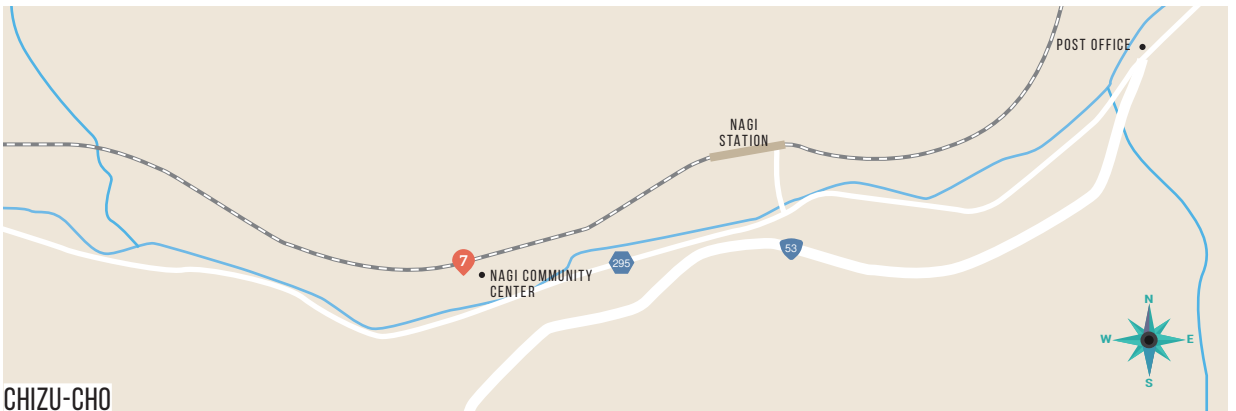 POST OFFICE
NAGI
STATION
53
7
295
NAGI COMMUNITY
CENTER
N
W
E
S
CHIZU-CHO